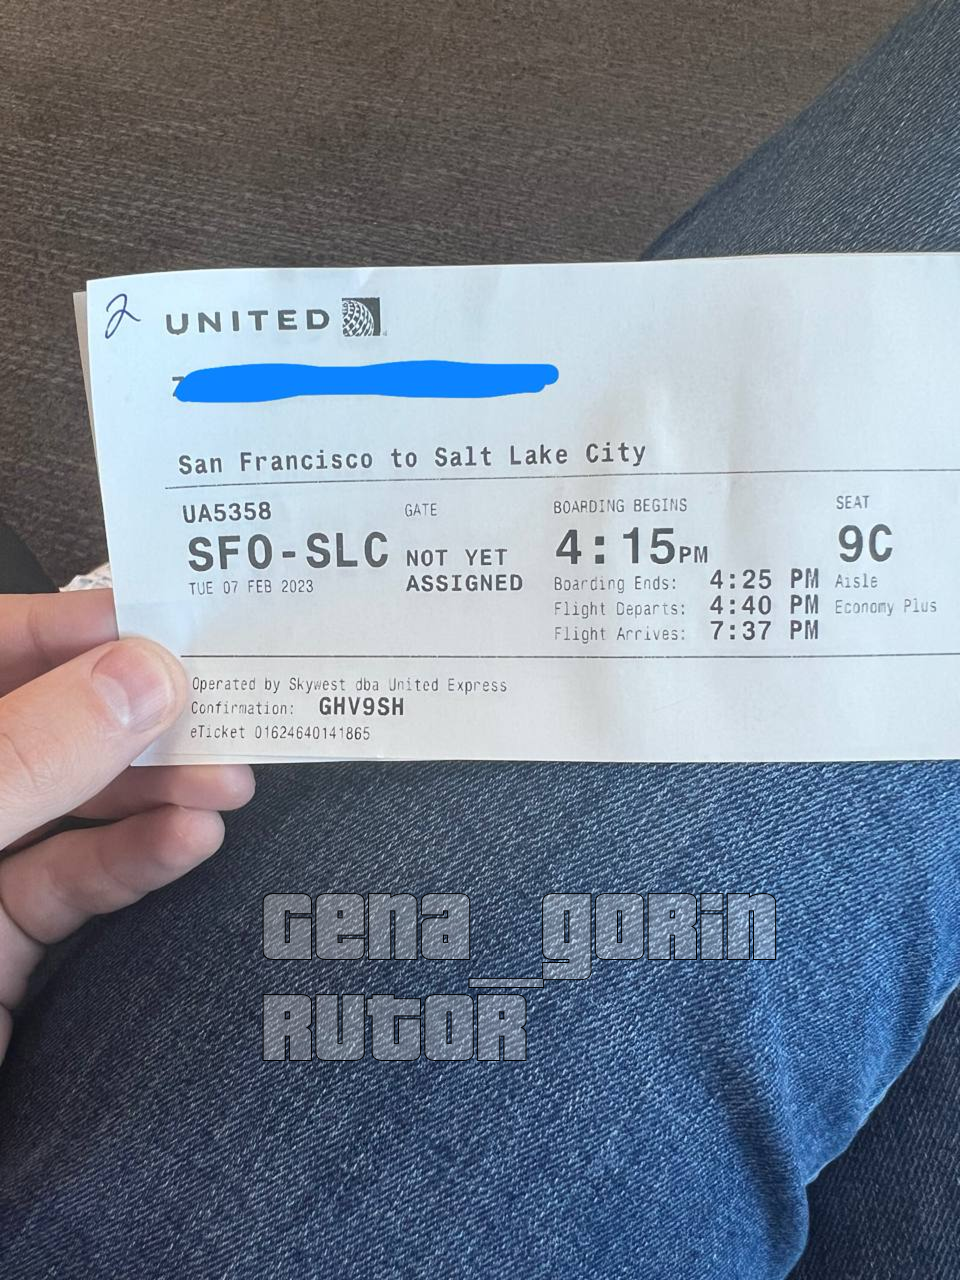 2
UNITED
San Francisco to Salt Lake City
UA5358
SFO-SLC
TUE 07 FEB 2023
GATE
NOT YET
ASSIGNED
BOARDING BEGINS
4:15PM
Boarding Ends: 4:25 PM
Flight Departs: 4:40 PM
Flight Arrives: 7:37 PM
SEAT
9C
Aisle
Economy Plus
Operated by Skywest dba United Express
Confirmation: GHV9SH
eTicket 01624640141865
Gena_gorin
RUTOR